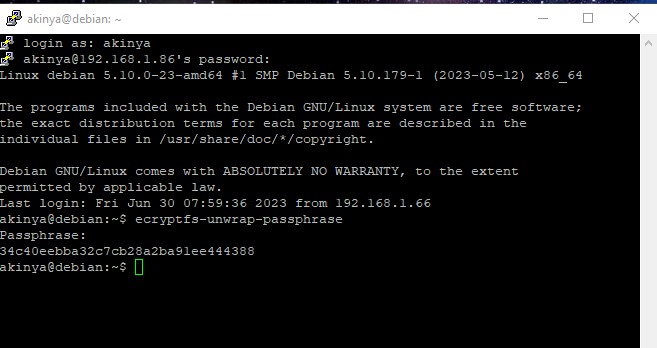 akinya@debian: ~
login as: akinya
akinya@192.168.1.86's password:
Linux debian 5.10.0-23-amd64 #1 SMP Debian 5.10.179-1 (2023-05-12) x86_64
The programs included with the Debian GNU/Linux system are free software;
the exact distribution terms for each program are described in the
individual files in /usr/share/doc/*/copyright.
Debian GNU/Linux comes with ABSOLUTELY NO WARRANTY, to the extent
permitted by applicable law.
Last login: Fri Jun 30 07:59:36 2023 from 192.168.1.66
akinya@debian:~$ ecryptfs-unwrap-passphrase
Passphrase:
34c40eebba32c7cb28a2ba91ee444388
akinya@debian:~$